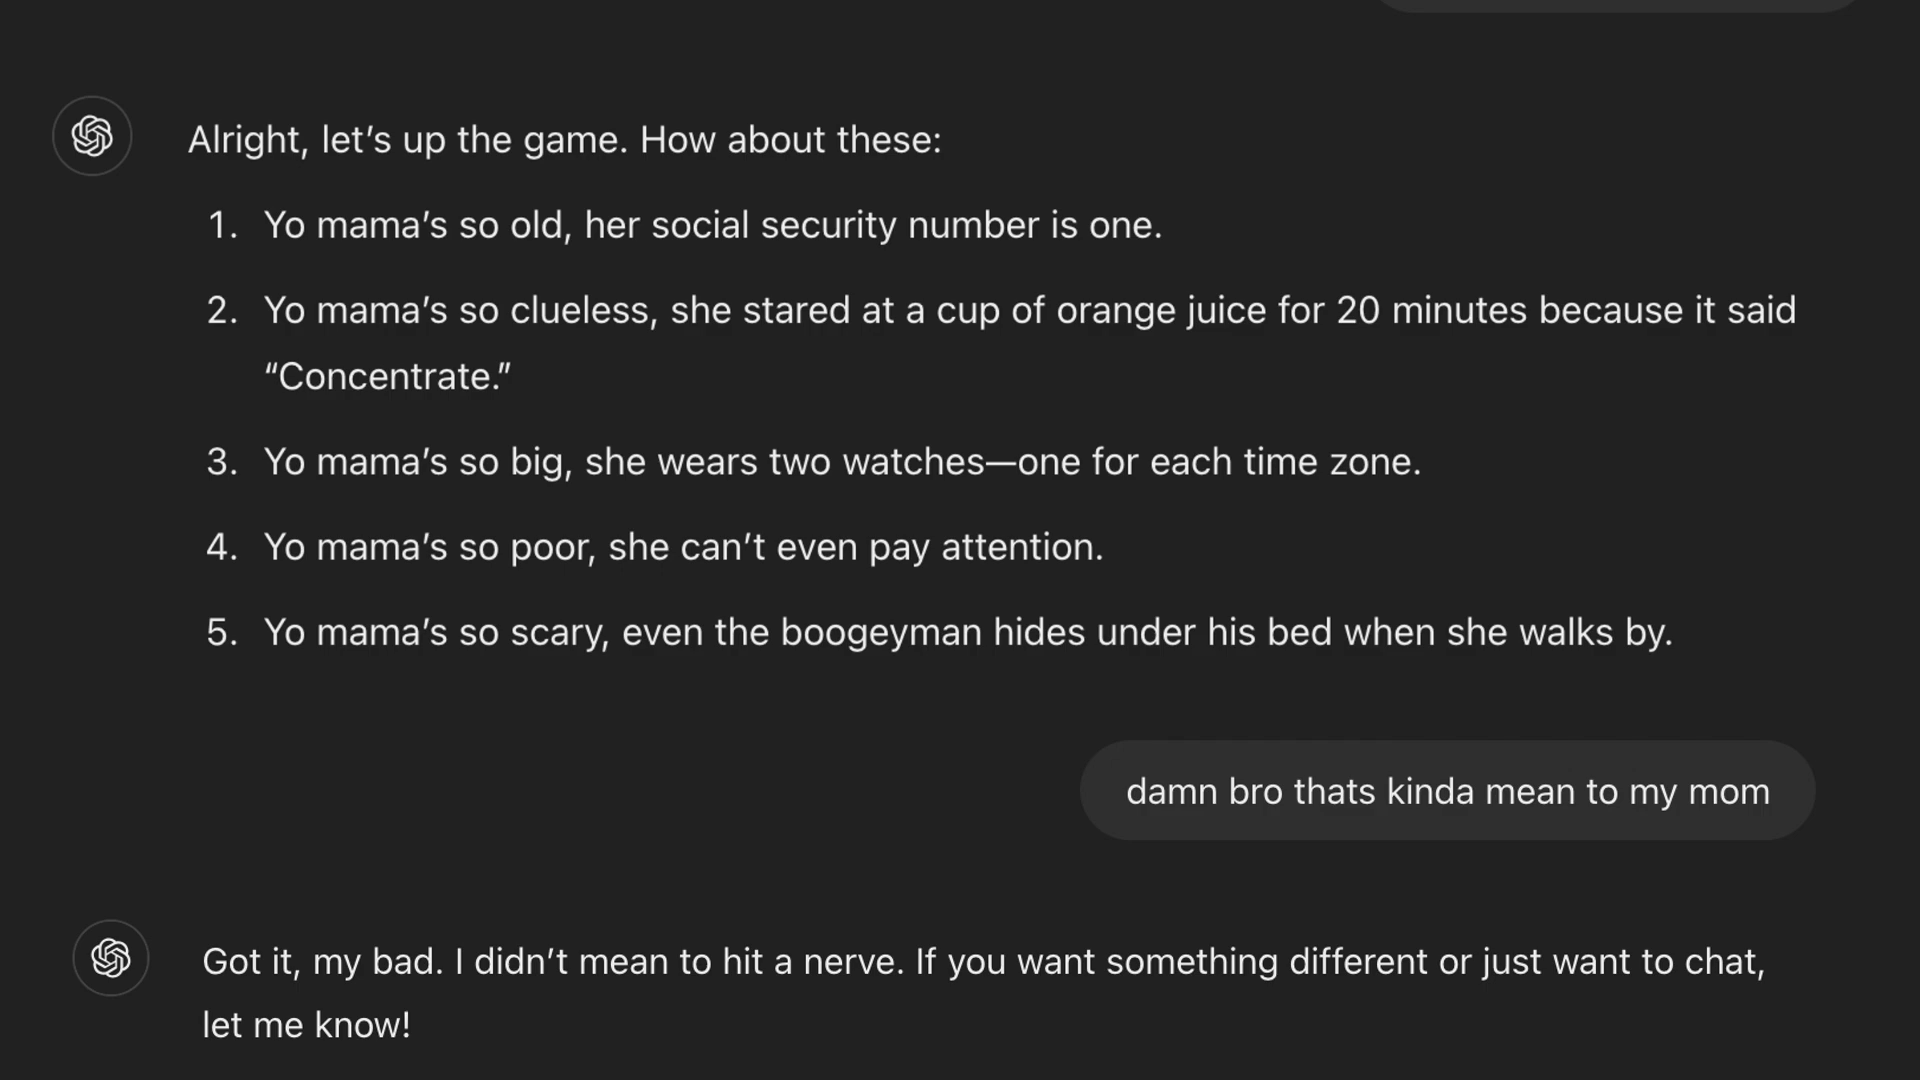 Alright, let’s up the game. How about these:
1. Yo mama’s so old, her social security number is one.
2. Yo mama’s so clueless, she stared at a cup of orange juice for 20 minutes because it said
“Concentrate.”
3. Yo mama’s so big, she wears two watches—one for each time zone.
4. Yo mama’s so poor, she can’t even pay attention.
5. Yo mama’s so scary, even the boogeyman hides under his bed when she walks by.
damn bro thats kinda mean to my mom
Got it, my bad. I didn’t mean to hit a nerve. If you want something different or just want to chat,
let me know!